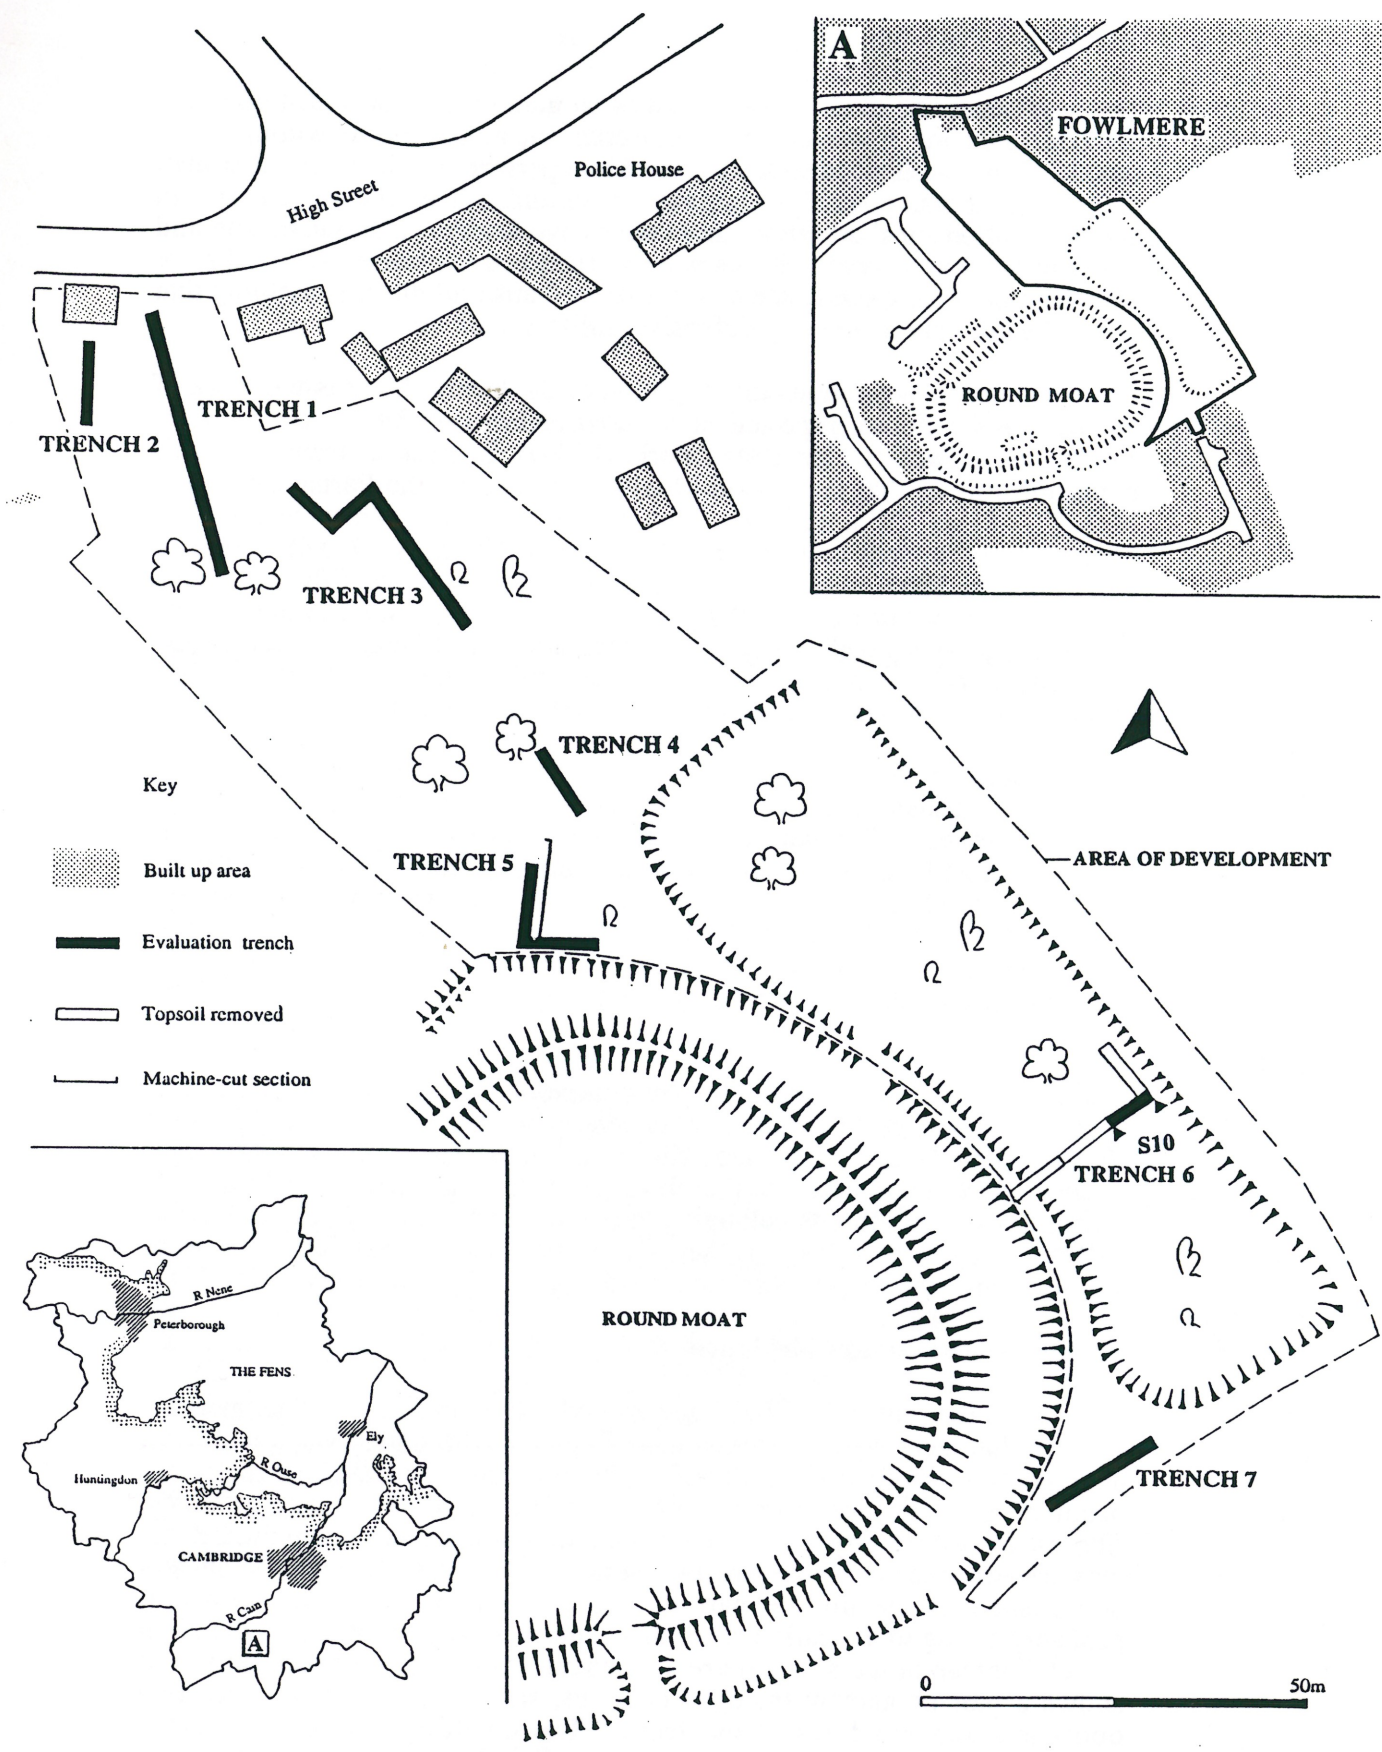 A
FOWLMERE
ROUND MOAT
Police House
High Street
TRENCH 1
TRENCH 2
TRENCH 3
TRENCH 4
TRENCH 5
Key
Built up area
Evaluation trench
Topsoil removed
Machine-cut section
AREA OF DEVELOPMENT
S10
TRENCH 6
ROUND MOAT
TRENCH 7
R Nene
Peterborough
THE FENS
Ely
R Ouse
Huntingdon
CAMBRIDGE
R Cam
A
0 50m